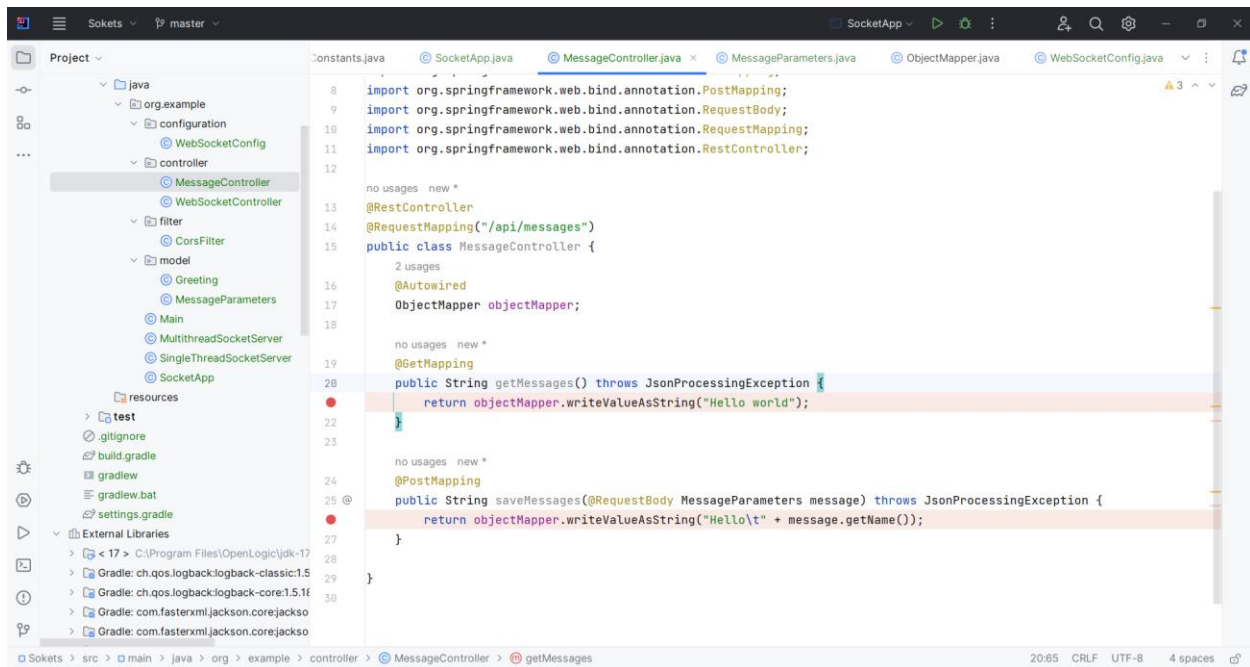 Sokets master SocketApp
Project
Constants.java SocketApp.java MessageController.java MessageParameters.java ObjectMapper.java WebSocketConfig.java
java
org.example
configuration
WebSocketConfig
controller
MessageController
WebSocketController
filter
CorsFilter
model
Greeting
MessageParameters
Main
MultithreadSocketServer
SingleThreadSocketServer
SocketApp
resources
test
.gitignore
build.gradle
gradlew
gradlew.bat
settings.gradle
External Libraries
< 17 > C:\Program Files\OpenLogic\jdk-17
Gradle: ch.qos.logback:logback-classic:1.5
Gradle: ch.qos.logback:logback-core:1.5.18
Gradle: com.fasterxml.jackson.core:jackso
Gradle: com.fasterxml.jackson.core:jackso
3
8 import org.springframework.web.bind.annotation.PostMapping;
9 import org.springframework.web.bind.annotation.RequestBody;
10 import org.springframework.web.bind.annotation.RequestMapping;
11 import org.springframework.web.bind.annotation.RestController;
12
no usages new *
13 @RestController
14 @RequestMapping("/api/messages")
15 public class MessageController {
2 usages
16 @Autowired
17 ObjectMapper objectMapper;
18
no usages new *
19 @GetMapping
20 public String getMessages() throws JsonProcessingException {
return objectMapper.writeValueAsString("Hello world");
22 }
23
no usages new *
24 @PostMapping
25 @ public String saveMessages(@RequestBody MessageParameters message) throws JsonProcessingException {
return objectMapper.writeValueAsString("Hello\t" + message.getName());
27 }
28
29 }
30
Sokets > src > main > java > org > example > controller > MessageController > getMessages 20:65 CRLF UTF-8 4 spaces